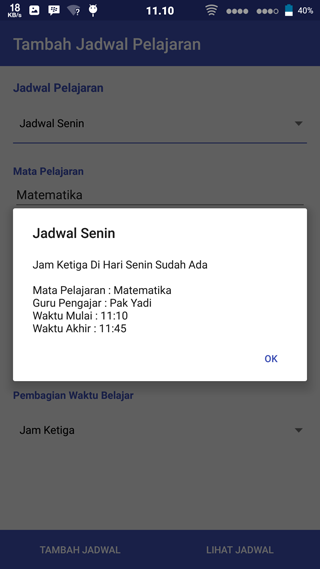 18
KB/s
11.10
40%
Tambah Jadwal Pelajaran
Jadwal Pelajaran
Jadwal Senin
Mata Pelajaran
Matematika
Jadwal Senin
Jam Ketiga Di Hari Senin Sudah Ada
Mata Pelajaran : Matematika
Guru Pengajar : Pak Yadi
Waktu Mulai : 11:10
Waktu Akhir : 11:45
OK
Pembagian Waktu Belajar
Jam Ketiga
TAMBAH JADWAL
LIHAT JADWAL